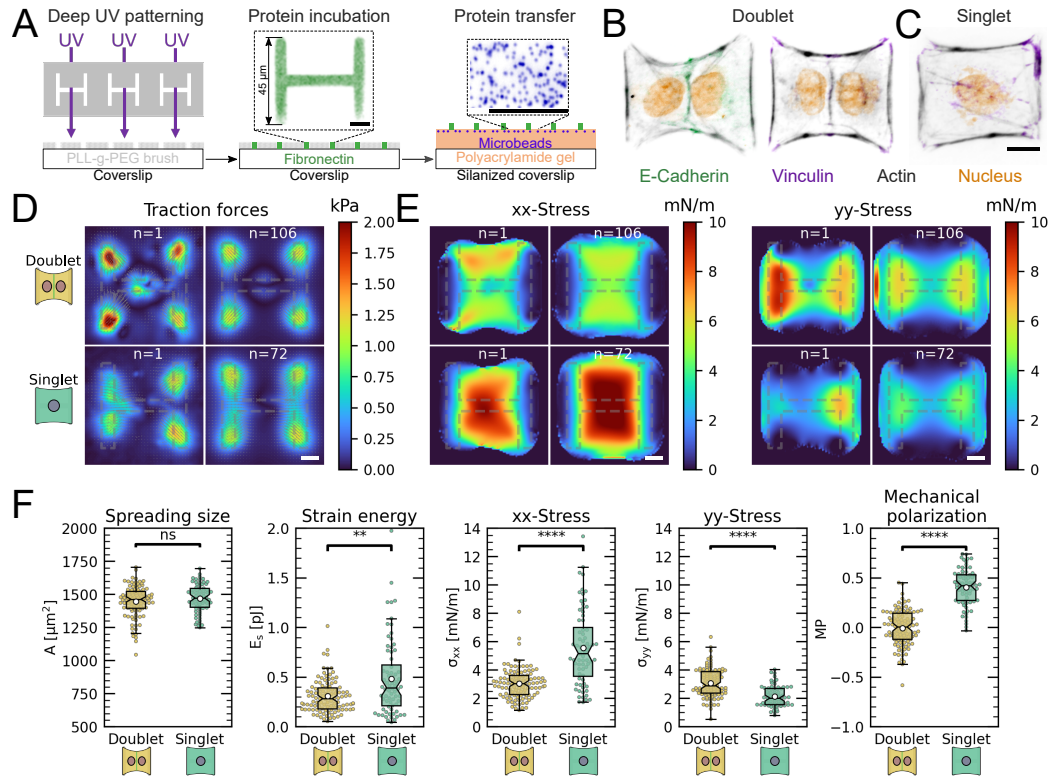 A
Deep UV patterning
UV UV UV
PLL-g-PEG brush
Coverslip
Protein incubation
45 µm
Fibronectin
Coverslip
Protein transfer
Microbeads
Polyacrylamide gel
Silanized coverslip
B
Doublet
C
Singlet
E-Cadherin
Vinculin
Actin
Nucleus
D
Traction forces
kPa
n=1
n=106
Doublet
n=1
n=72
Singlet
2.00
1.75
1.50
1.25
1.00
0.75
0.50
0.25
0.00
E
xx-Stress
mN/m
n=1
n=106
n=1
n=72
10
8
6
4
2
0
yy-Stress
mN/m
n=1
n=106
n=1
n=72
10
8
6
4
2
0
F
Spreading size
ns
A [µm²]
2000
1750
1500
1250
1000
750
500
Doublet Singlet
Strain energy
**
Eₛ [pJ]
2.0
1.5
1.0
0.5
0.0
Doublet Singlet
xx-Stress
****
σₓₓ [mN/m]
14
12
10
8
6
4
2
0
Doublet Singlet
yy-Stress
****
σyy [mN/m]
14
12
10
8
6
4
2
0
Doublet Singlet
Mechanical
polarization
****
MP
1.0
0.5
0.0
−0.5
−1.0
Doublet Singlet